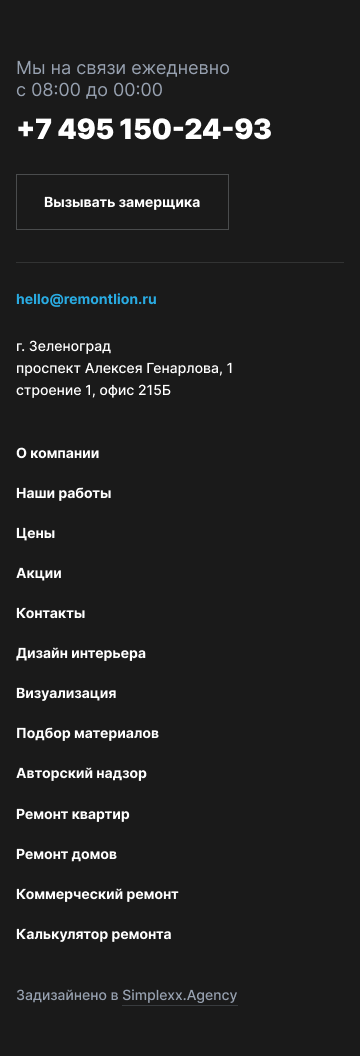 Мы на связи ежедневно
с 08:00 до 00:00
+7 495 150-24-93
Вызывать замерщика
hello@remontlion.ru
г. Зеленоград
проспект Алексея Генарлова, 1
строение 1, офис 215Б
О компании
Наши работы
Цены
Акции
Контакты
Дизайн интерьера
Визуализация
Подбор материалов
Авторский надзор
Ремонт квартир
Ремонт домов
Коммерческий ремонт
Калькулятор ремонта
Задизайнено в Simplexx.Agency